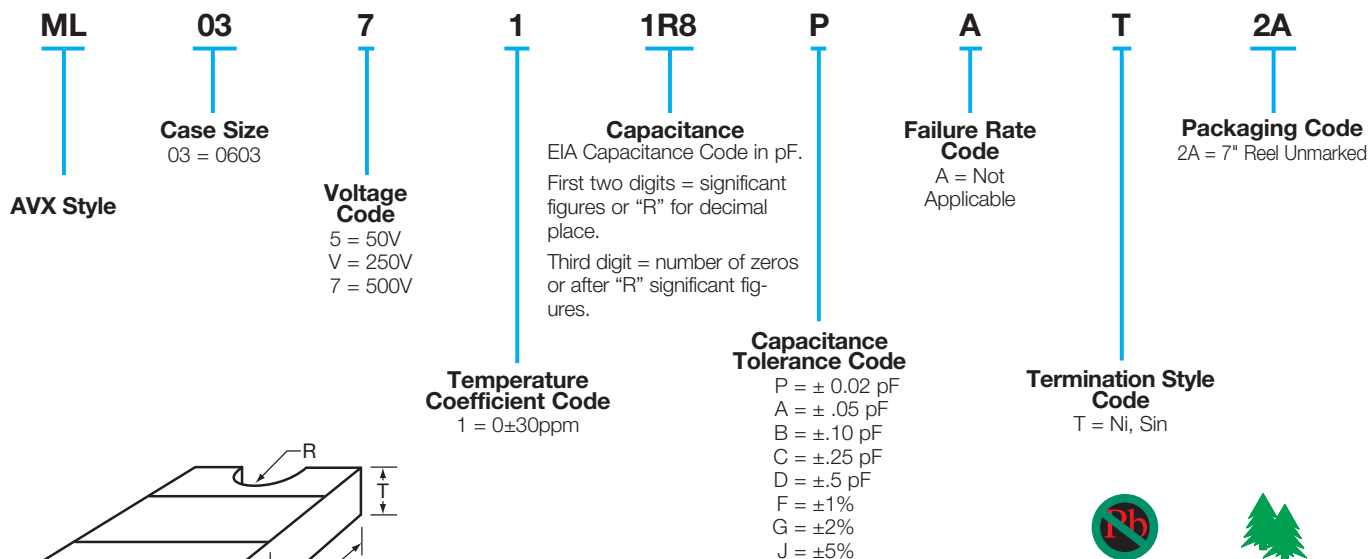 ML 03 7 1 1R8 P A T 2A
Case Size
03 = 0603
AVX Style
Voltage
Code
5 = 50V
V = 250V
7 = 500V
Temperature
Coefficient Code
1 = 0±30ppm
Capacitance
EIA Capacitance Code in pF.
First two digits = significant
figures or “R” for decimal
place.
Third digit = number of zeros
or after “R” significant fig-
ures.
Capacitance
Tolerance Code
P = ± 0.02 pF
A = ± .05 pF
B = ±.10 pF
C = ±.25 pF
D = ±.5 pF
F = ±1%
G = ±2%
J = ±5%
Failure Rate
Code
A = Not
Applicable
Termination Style
Code
T = Ni, Sin
Packaging Code
2A = 7" Reel Unmarked
R
T
Pb